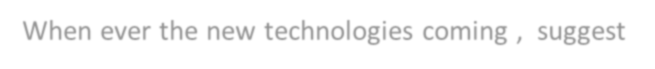 When ever the new technologies coming ,  suggest